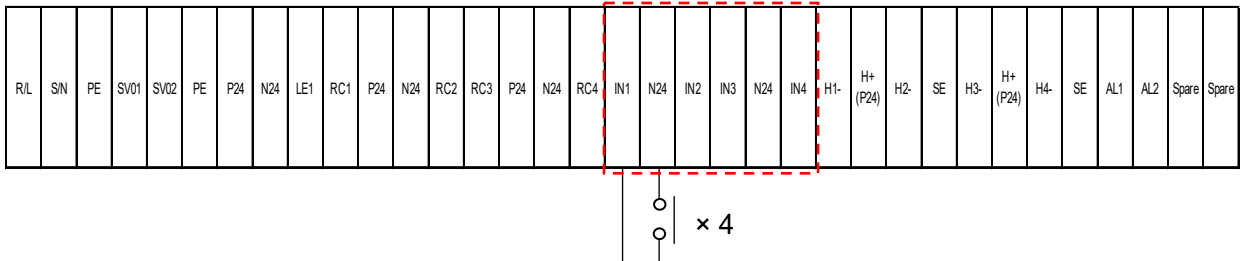 R/L S/N PE SV01 SV02 PE P24 N24 LE1 RC1 P24 N24 RC2 RC3 P24 N24 RC4 IN1 N24 IN2 IN3 N24 IN4 H1- H+ (P24) H2- SE H3- H+ (P24) H4- SE AL1 AL2 Spare Spare
× 4